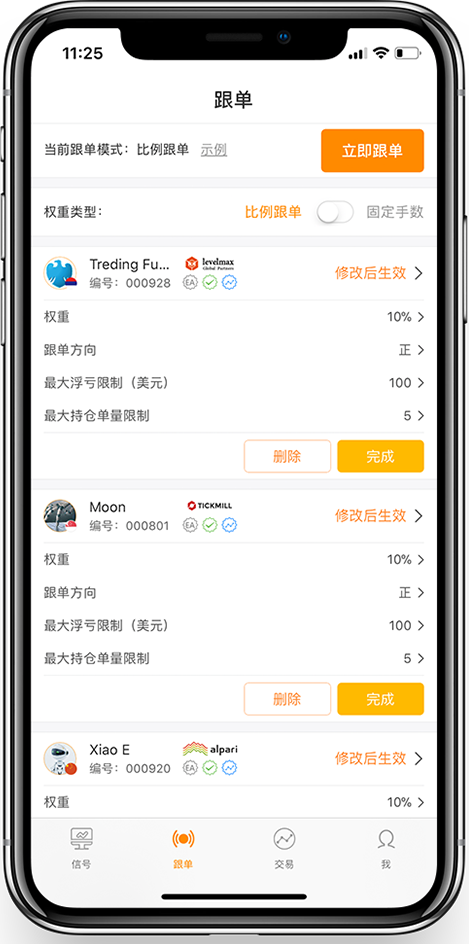 11:25
跟单
当前跟单模式：比例跟单 示例 立即跟单
权重类型： 比例跟单 固定手数
Treding Fu... levelmax
Global Partners
编号：000928 EA 修改后生效
权重 10%
跟单方向 正
最大浮亏限制（美元） 100
最大持仓单量限制 5
删除 完成
Moon TICKMILL
编号：000801 EA 修改后生效
权重 10%
跟单方向 正
最大浮亏限制（美元） 100
最大持仓单量限制 5
删除 完成
Xiao E alpari
编号：000920 EA 修改后生效
权重 10%
信号 跟单 交易 我